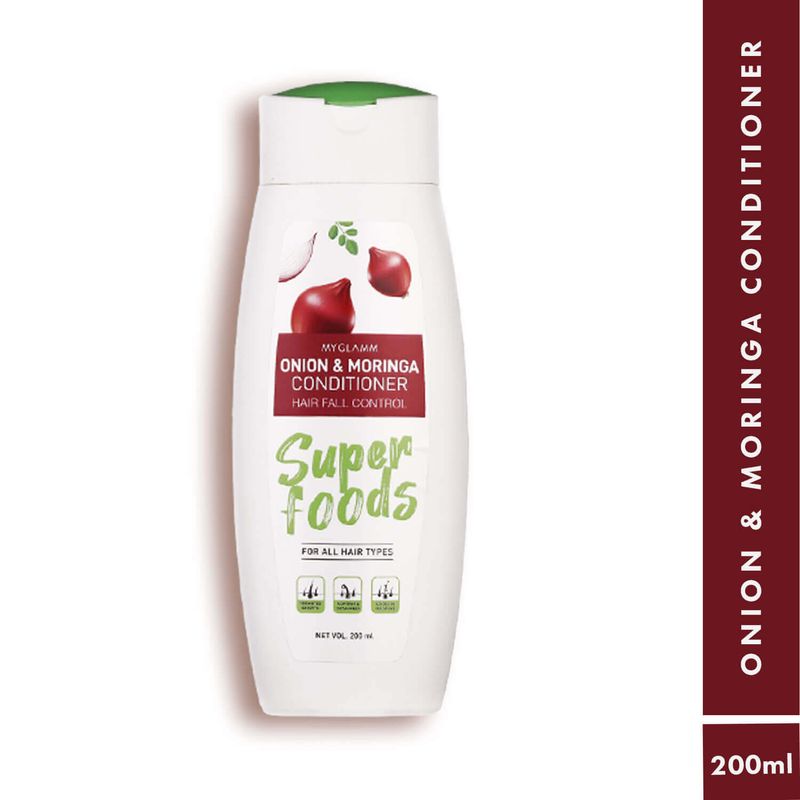 MYGLAMM
ONION & MORINGA
CONDITIONER
HAIR FALL CONTROL
Super
foods
FOR ALL HAIR TYPES
NET VOL. 200 ml
ONION & MORINGA CONDITIONER
200ml